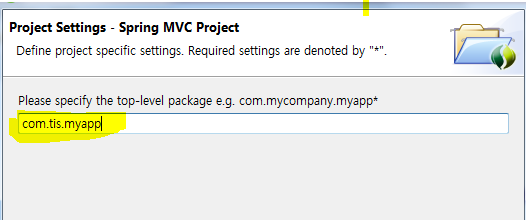 Project Settings - Spring MVC Project
Define project specific settings. Required settings are denoted by "*".
Please specify the top-level package e.g. com.mycompany.myapp*
com.tis.myapp